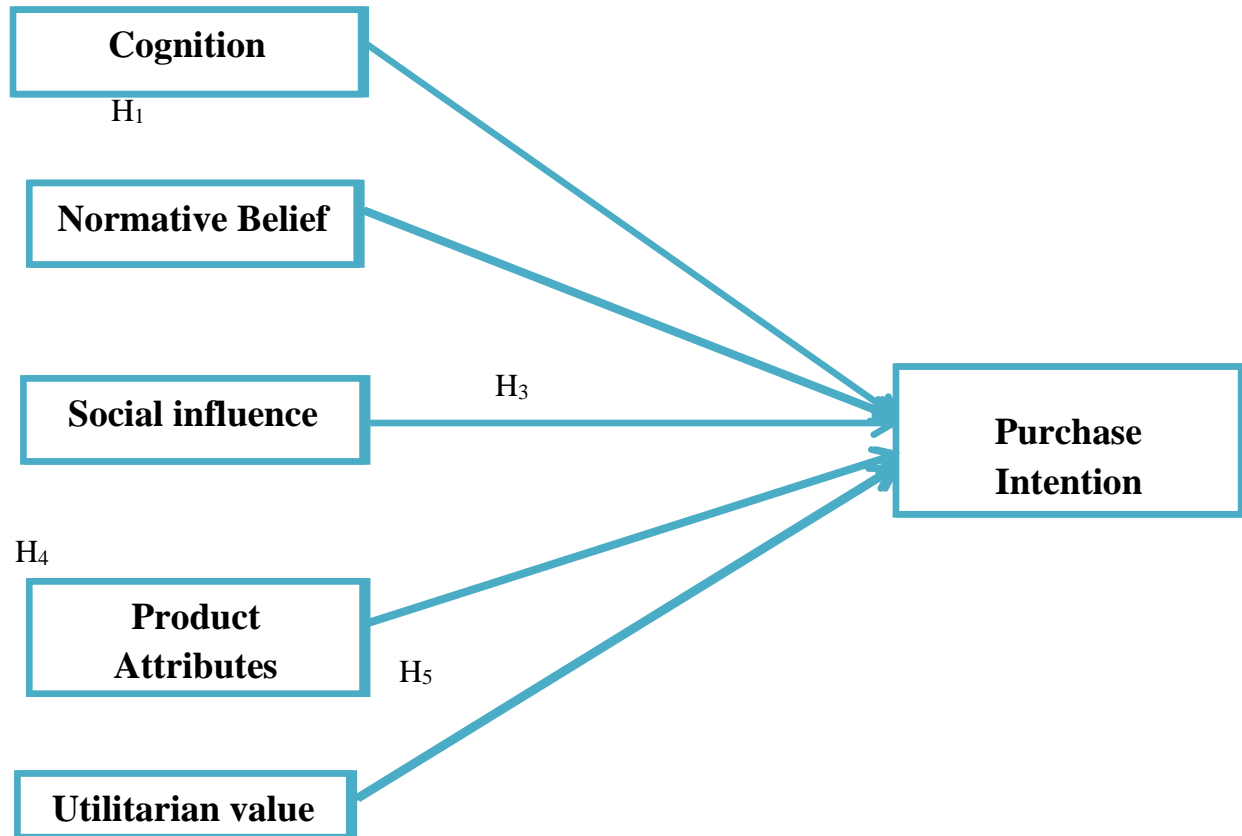 Cognition
H1
Normative Belief
Social influence
H3
Purchase
Intention
H4
Product
Attributes
H5
Utilitarian value